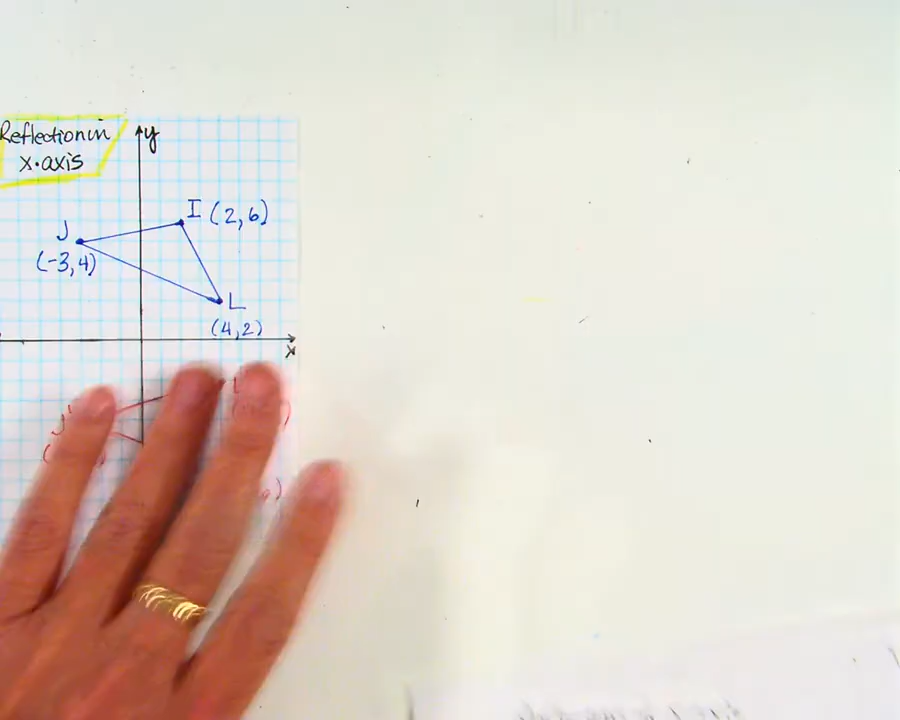 Reflection in
x-axis
y
I (2,6)
J
(-3,4)
L
(4,2)
x
J'
L'